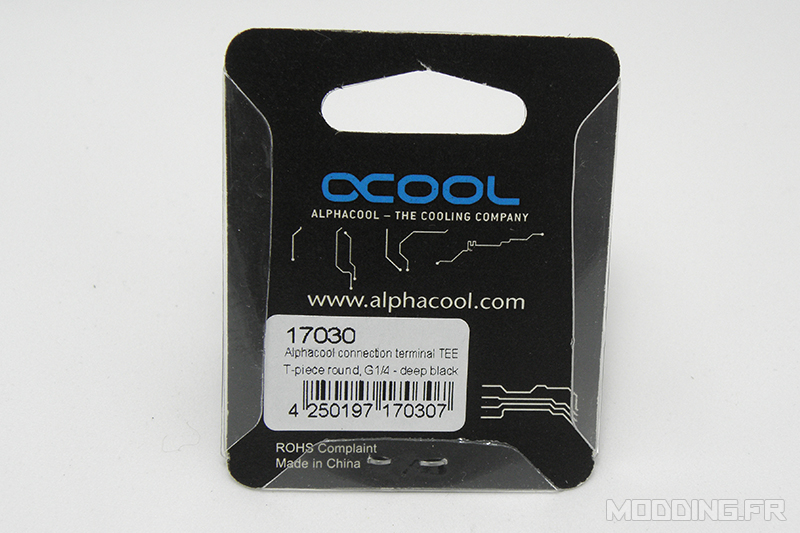 αCOOL
ALPHACOOL – THE COOLING COMPANY
www.alphacool.com
17030
Alphacool connection terminal TEE
T-piece round, G1/4 - deep black
4 250197 170307
ROHS Complaint
Made in China
MODDING.FR